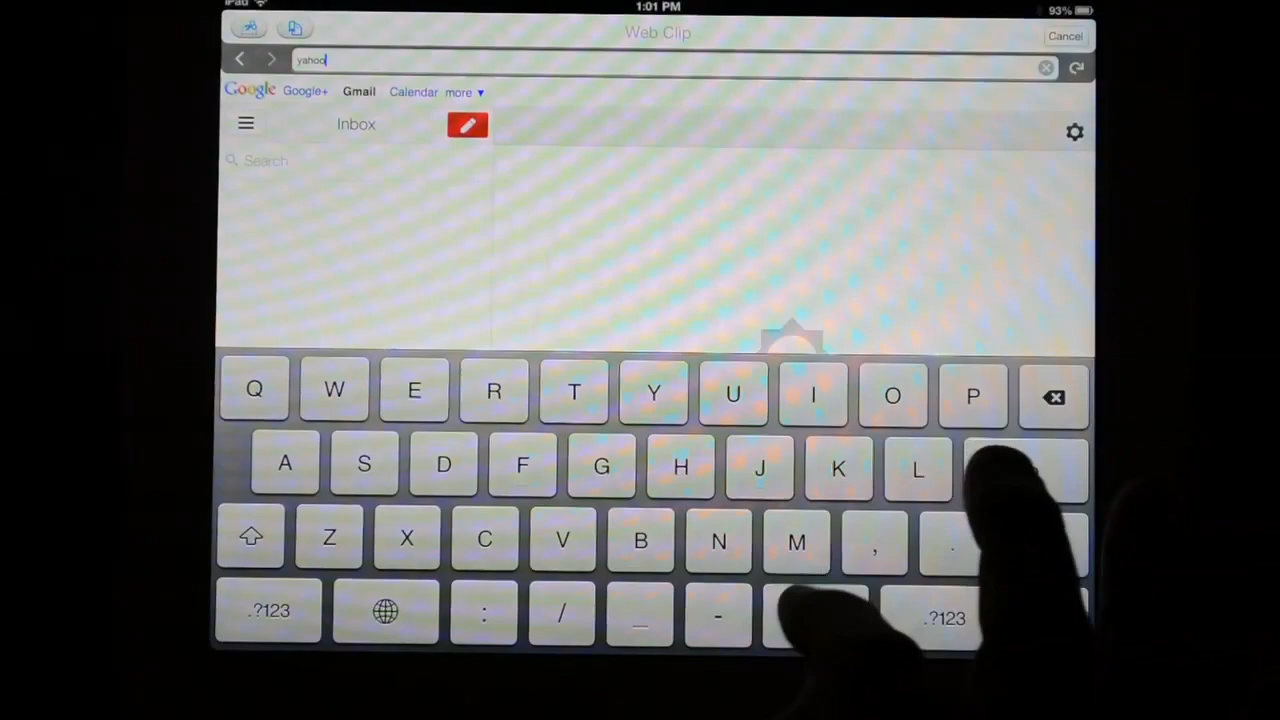 iPad 1:01 PM 93%
Web Clip Cancel
yahoo
Google Google+ Gmail Calendar more ▼
Inbox
Search
Q W E R T Y U I O P
A S D F G H J K L
Z X C V B N M , .
.?123 : / _ - .?123